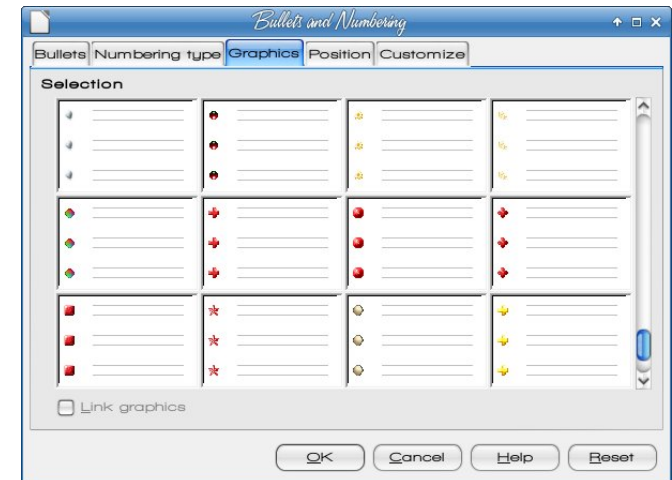 Bullets and Numbering
Bullets Numbering type Graphics Position Customize
Selection
Link graphics
OK Cancel Help Reset